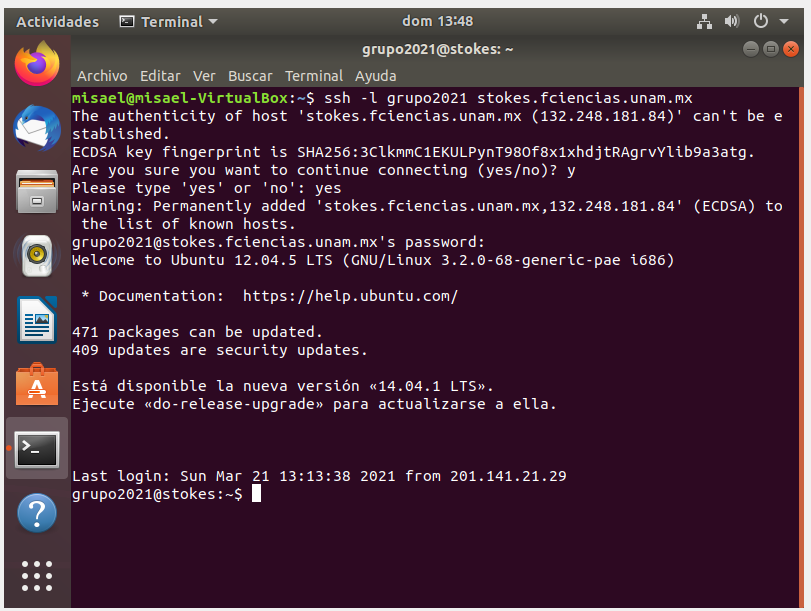 Actividades Terminal dom 13:48
grupo2021@stokes: ~
Archivo Editar Ver Buscar Terminal Ayuda
misael@misael-VirtualBox:~$ ssh -l grupo2021 stokes.fciencias.unam.mx
The authenticity of host 'stokes.fciencias.unam.mx (132.248.181.84)' can't be e
stablished.
ECDSA key fingerprint is SHA256:3ClkmmC1EKULPynT98Of8x1xhdjtRAgrvYlib9a3atg.
Are you sure you want to continue connecting (yes/no)? y
Please type 'yes' or 'no': yes
Warning: Permanently added 'stokes.fciencias.unam.mx,132.248.181.84' (ECDSA) to
the list of known hosts.
grupo2021@stokes.fciencias.unam.mx's password:
Welcome to Ubuntu 12.04.5 LTS (GNU/Linux 3.2.0-68-generic-pae i686)
* Documentation:  https://help.ubuntu.com/
471 packages can be updated.
409 updates are security updates.
Está disponible la nueva versión «14.04.1 LTS».
Ejecute «do-release-upgrade» para actualizarse a ella.
Last login: Sun Mar 21 13:13:38 2021 from 201.141.21.29
grupo2021@stokes:~$